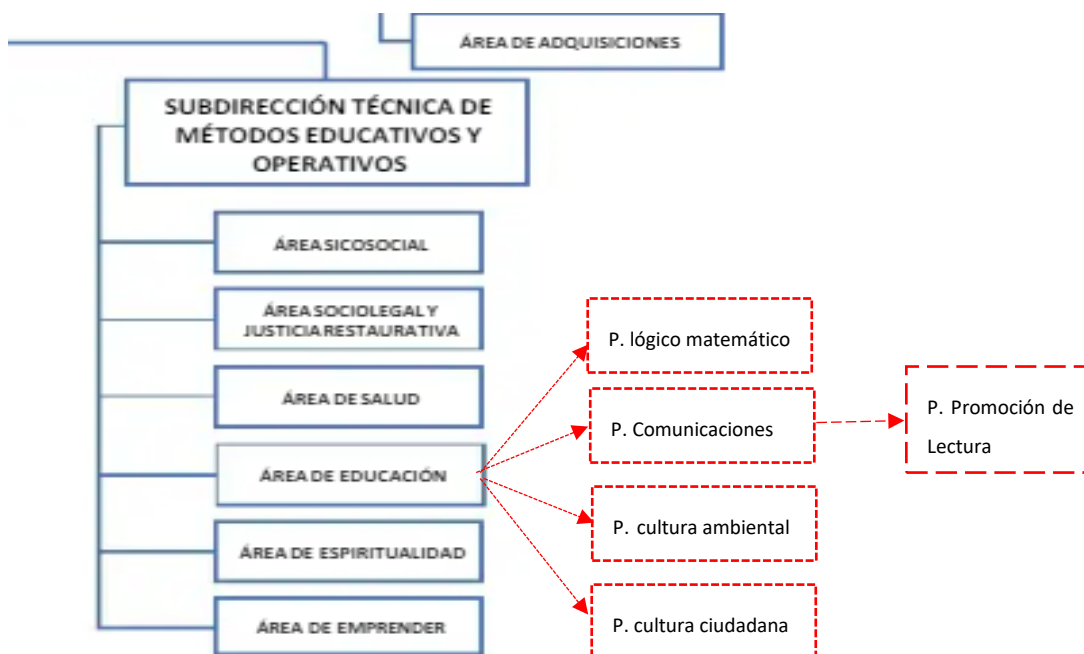 ÁREA DE ADQUISICIONES
SUBDIRECCIÓN TÉCNICA DE
MÉTODOS EDUCATIVOS Y
OPERATIVOS
ÁREA SICOSOCIAL
ÁREA SOCIOLEGAL Y
JUSTICIA RESTAURATIVA
ÁREA DE SALUD
ÁREA DE EDUCACIÓN
ÁREA DE ESPIRITUALIDAD
ÁREA DE EMPRENDER
P. lógico matemático
P. Comunicaciones
P. cultura ambiental
P. cultura ciudadana
P. Promoción de
Lectura